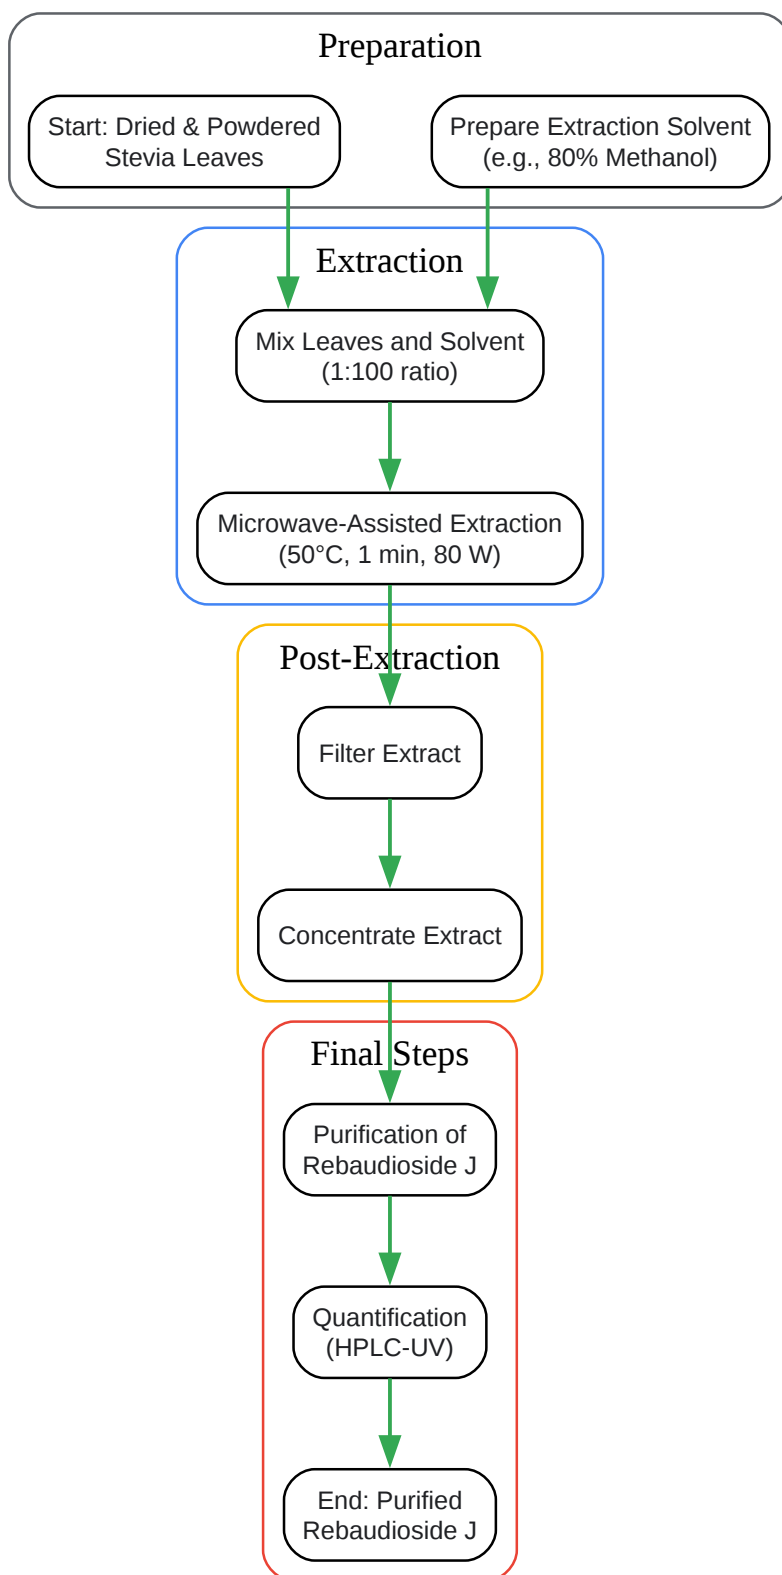 Preparation
Start: Dried & Powdered
Stevia Leaves
Prepare Extraction Solvent
(e.g., 80% Methanol)
Extraction
Mix Leaves and Solvent
(1:100 ratio)
Microwave-Assisted Extraction
(50°C, 1 min, 80 W)
Post-Extraction
Filter Extract
Concentrate Extract
Final Steps
Purification of
Rebaudioside J
Quantification
(HPLC-UV)
End: Purified
Rebaudioside J